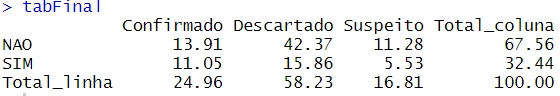 > tabFinal
Confirmado Descartado Suspeito Total_coluna
NAO 13.91 42.37 11.28 67.56
SIM 11.05 15.86 5.53 32.44
Total_linha 24.96 58.23 16.81 100.00